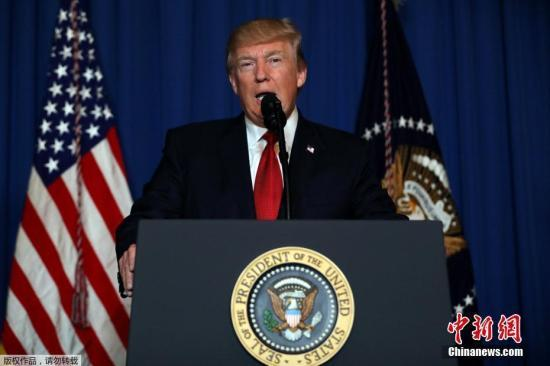 SEAL OF THE PRESIDENT OF THE UNITED STATES
版权作品,请勿转载
中新网
WWW.CHINANEWS.COM